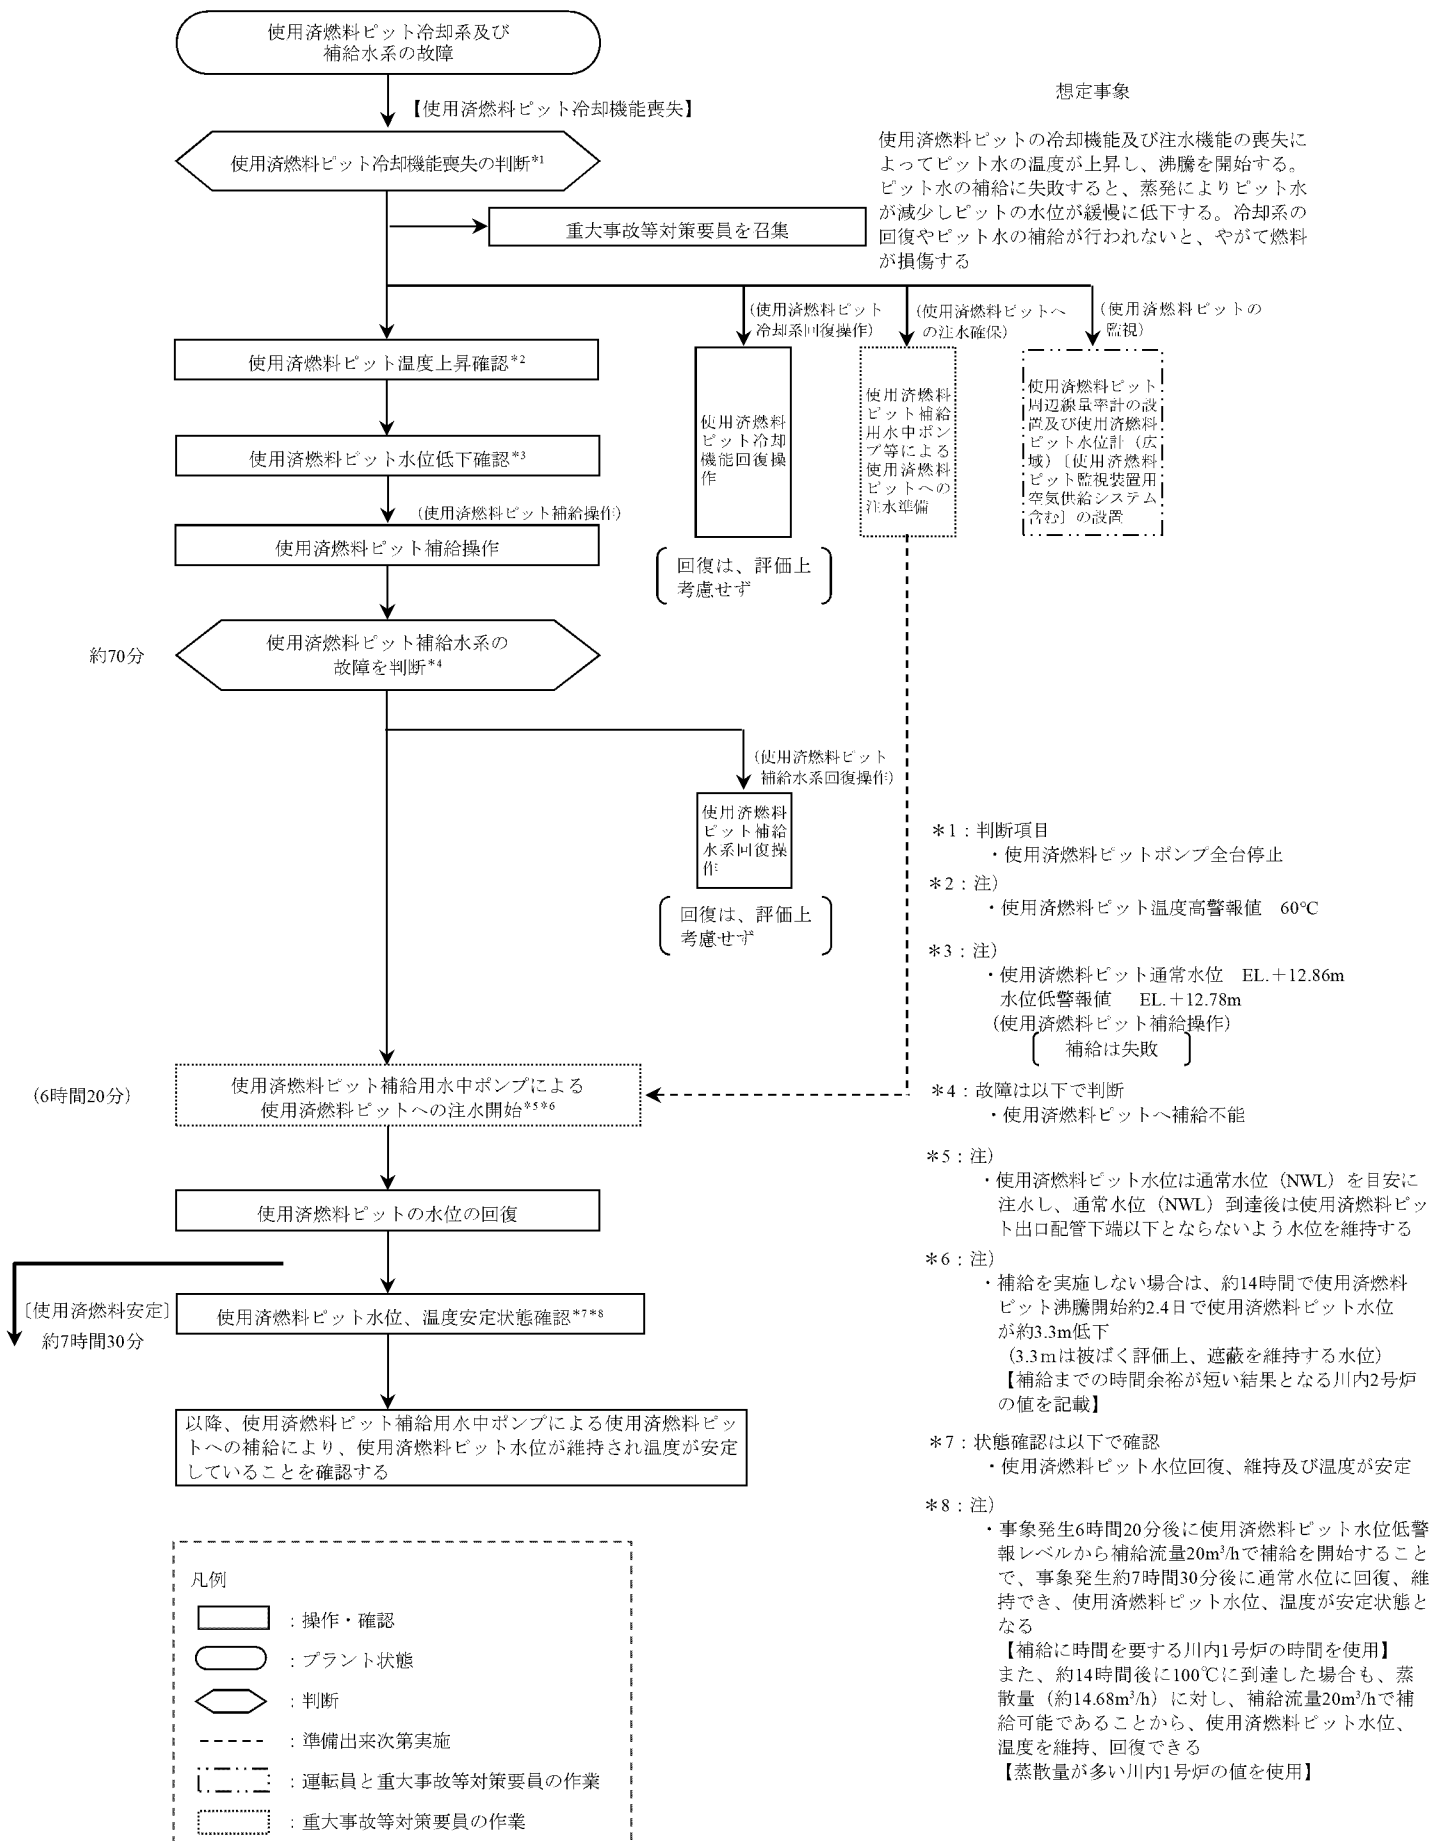 使用済燃料ピット冷却系及び
補給水系の故障
【使用済燃料ピット冷却機能喪失】
使用済燃料ピット冷却機能喪失の判断*1
重大事故等対策要員を召集
想定事象
使用済燃料ピットの冷却機能及び注水機能の喪失に
よってピット水の温度が上昇し、沸騰を開始する。
ピット水の補給に失敗すると、蒸発によりピット水
が減少しピットの水位が緩慢に低下する。冷却系の
回復やピット水の補給が行われないと、やがて燃料
が損傷する
(使用済燃料ピット
冷却系回復操作)
(使用済燃料ピットへ
の注水確保)
(使用済燃料ピットの
監視)
使用済燃料ピット温度上昇確認*2
使用済燃料ピット水位低下確認*3
(使用済燃料ピット補給操作)
使用済燃料ピット補給操作
使用済燃料
ピット冷却
機能回復操
作
回復は、評価上
考慮せず
使用済燃料
ピット補給
用水中ポン
プ等による
使用済燃料
ピットへの
注水準備
使用済燃料ピット
周辺線量率計の設
置及び使用済燃料
ピット水位計（広
域）〔使用済燃料
ピット監視装置用
空気供給システム
含む〕の設置
約70分
使用済燃料ピット補給水系の
故障を判断*4
(使用済燃料ピット
補給水系回復操作)
使用済燃料
ピット補給
水系回復操
作
回復は、評価上
考慮せず
(6時間20分)
使用済燃料ピット補給用水中ポンプによる
使用済燃料ピットへの注水開始*5*6
使用済燃料ピットの水位の回復
〔使用済燃料安定〕
約7時間30分
使用済燃料ピット水位、温度安定状態確認*7*8
以降、使用済燃料ピット補給用水中ポンプによる使用済燃料ピッ
トへの補給により、使用済燃料ピット水位が維持され温度が安定
していることを確認する
＊1：判断項目
・使用済燃料ピットポンプ全台停止
＊2：注）
・使用済燃料ピット温度高警報値　60℃
＊3：注）
・使用済燃料ピット通常水位　EL.＋12.86m
水位低警報値　EL.＋12.78m
(使用済燃料ピット補給操作)
補給は失敗
＊4：故障は以下で判断
・使用済燃料ピットへ補給不能
＊5：注）
・使用済燃料ピット水位は通常水位（NWL）を目安に
注水し、通常水位（NWL）到達後は使用済燃料ピッ
ト出口配管下端以下とならないよう水位を維持する
＊6：注）
・補給を実施しない場合は、約14時間で使用済燃料
ピット沸騰開始約2.4日で使用済燃料ピット水位
が約3.3m低下
（3.3mは被ばく評価上、遮蔽を維持する水位）
【補給までの時間余裕が短い結果となる川内2号炉
の値を記載】
＊7：状態確認は以下で確認
・使用済燃料ピット水位回復、維持及び温度が安定
＊8：注）
・事象発生6時間20分後に使用済燃料ピット水位低警
報レベルから補給流量20m³/hで補給を開始すること
で、事象発生約7時間30分後に通常水位に回復、維
持でき、使用済燃料ピット水位、温度が安定状態と
なる
【補給に時間を要する川内1号炉の時間を使用】
また、約14時間後に100℃に到達した場合も、蒸
散量（約14.68m³/h）に対し、補給流量20m³/hで補
給可能であることから、使用済燃料ピット水位、
温度を維持、回復できる
【蒸散量が多い川内1号炉の値を使用】
凡例
：操作・確認
：プラント状態
：判断
：準備出来次第実施
：運転員と重大事故等対策要員の作業
：重大事故等対策要員の作業